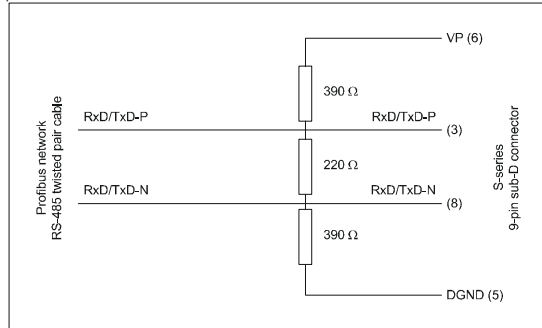 VP (6)
390 Ω
RxD/TxD-P
RxD/TxD-P
(3)
Profibus network
RS-485 twisted pair cable
220 Ω
S-series
9-pin sub-D connector
RxD/TxD-N
RxD/TxD-N
(8)
390 Ω
DGND (5)